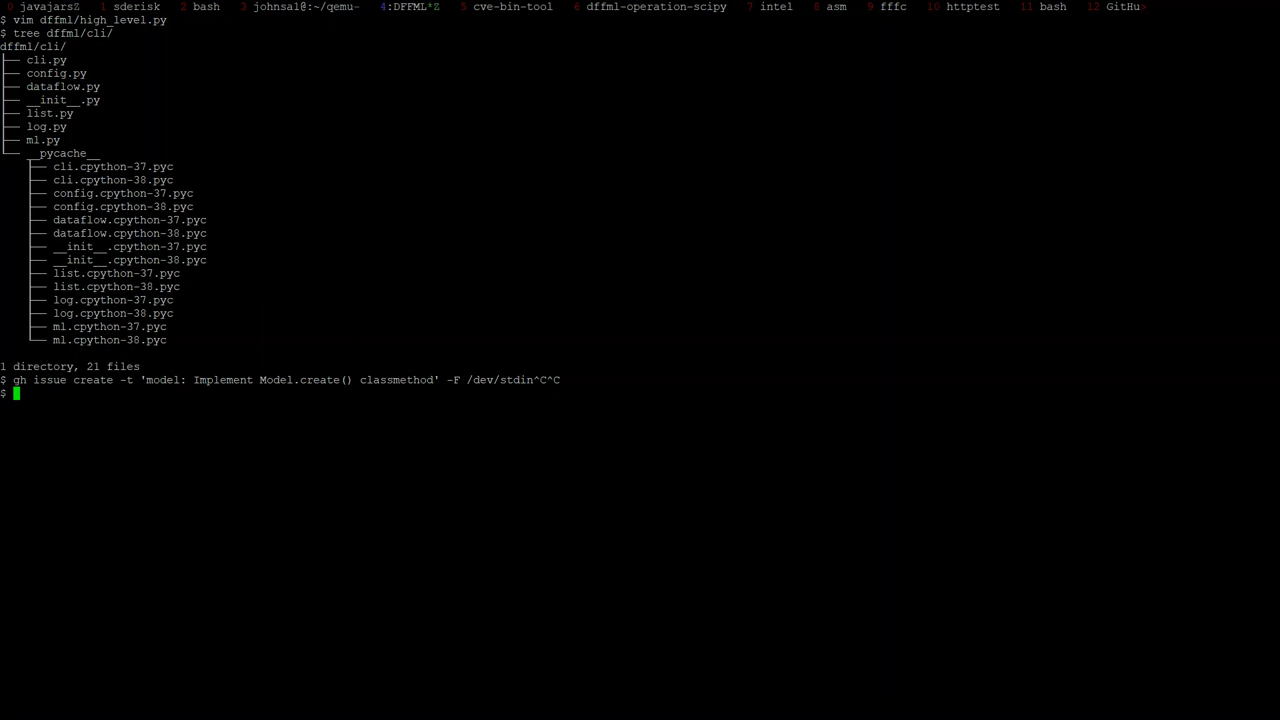 0 javajarsZ 1 sderisk 2 bash 3 johnsal@:~/qemu- 4:DFFML*Z 5 cve-bin-tool 6 dffml-operation-scipy 7 intel 8 asm 9 fffc 10 httptest 11 bash 12 GitHu>
$ vim dffml/high_level.py
$ tree dffml/cli/
dffml/cli/
├── cli.py
├── config.py
├── dataflow.py
├── __init__.py
├── list.py
├── log.py
├── ml.py
└── __pycache__
    ├── cli.cpython-37.pyc
    ├── cli.cpython-38.pyc
    ├── config.cpython-37.pyc
    ├── config.cpython-38.pyc
    ├── dataflow.cpython-37.pyc
    ├── dataflow.cpython-38.pyc
    ├── __init__.cpython-37.pyc
    ├── __init__.cpython-38.pyc
    ├── list.cpython-37.pyc
    ├── list.cpython-38.pyc
    ├── log.cpython-37.pyc
    ├── log.cpython-38.pyc
    ├── ml.cpython-37.pyc
    └── ml.cpython-38.pyc
1 directory, 21 files
$ gh issue create -t 'model: Implement Model.create() classmethod' -F /dev/stdin^C^C
$